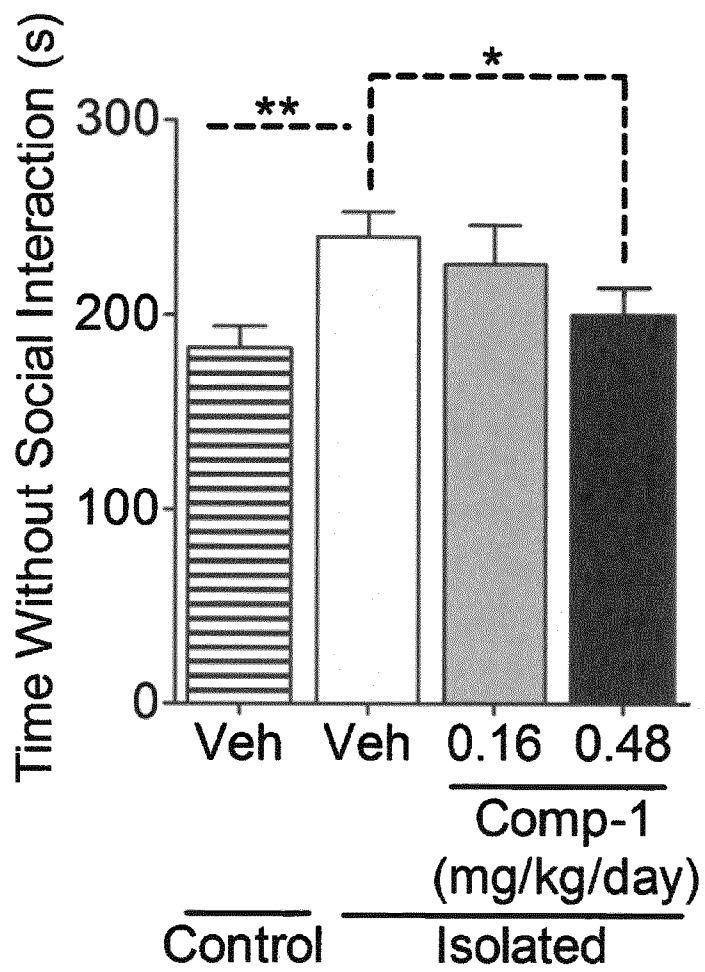 Time Without Social Interaction (s)
*
**
300
200
100
0
Veh Veh 0.16 0.48
Comp-1
(mg/kg/day)
Control Isolated